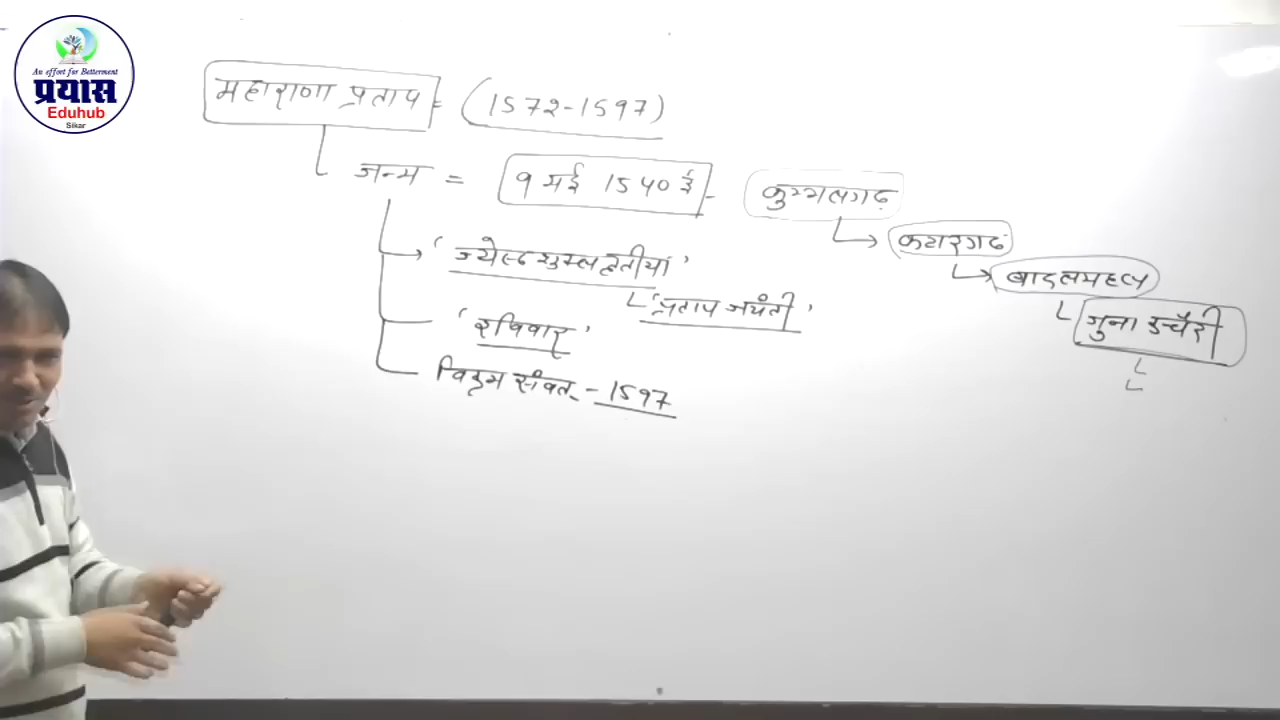 An effort for Betterment
प्रयास
Eduhub
Sikar
महाराणा प्रताप = (1572-1597)
जन्म = 9 मई 1540 ई - कुम्भलगढ़
कटारगढ
बादलमहल
जुना कचैरी
'ज्येष्ठ शुक्ल तृतीयां'
'प्रताप जयंती'
'रविवार'
विक्रम संवत् - 1597